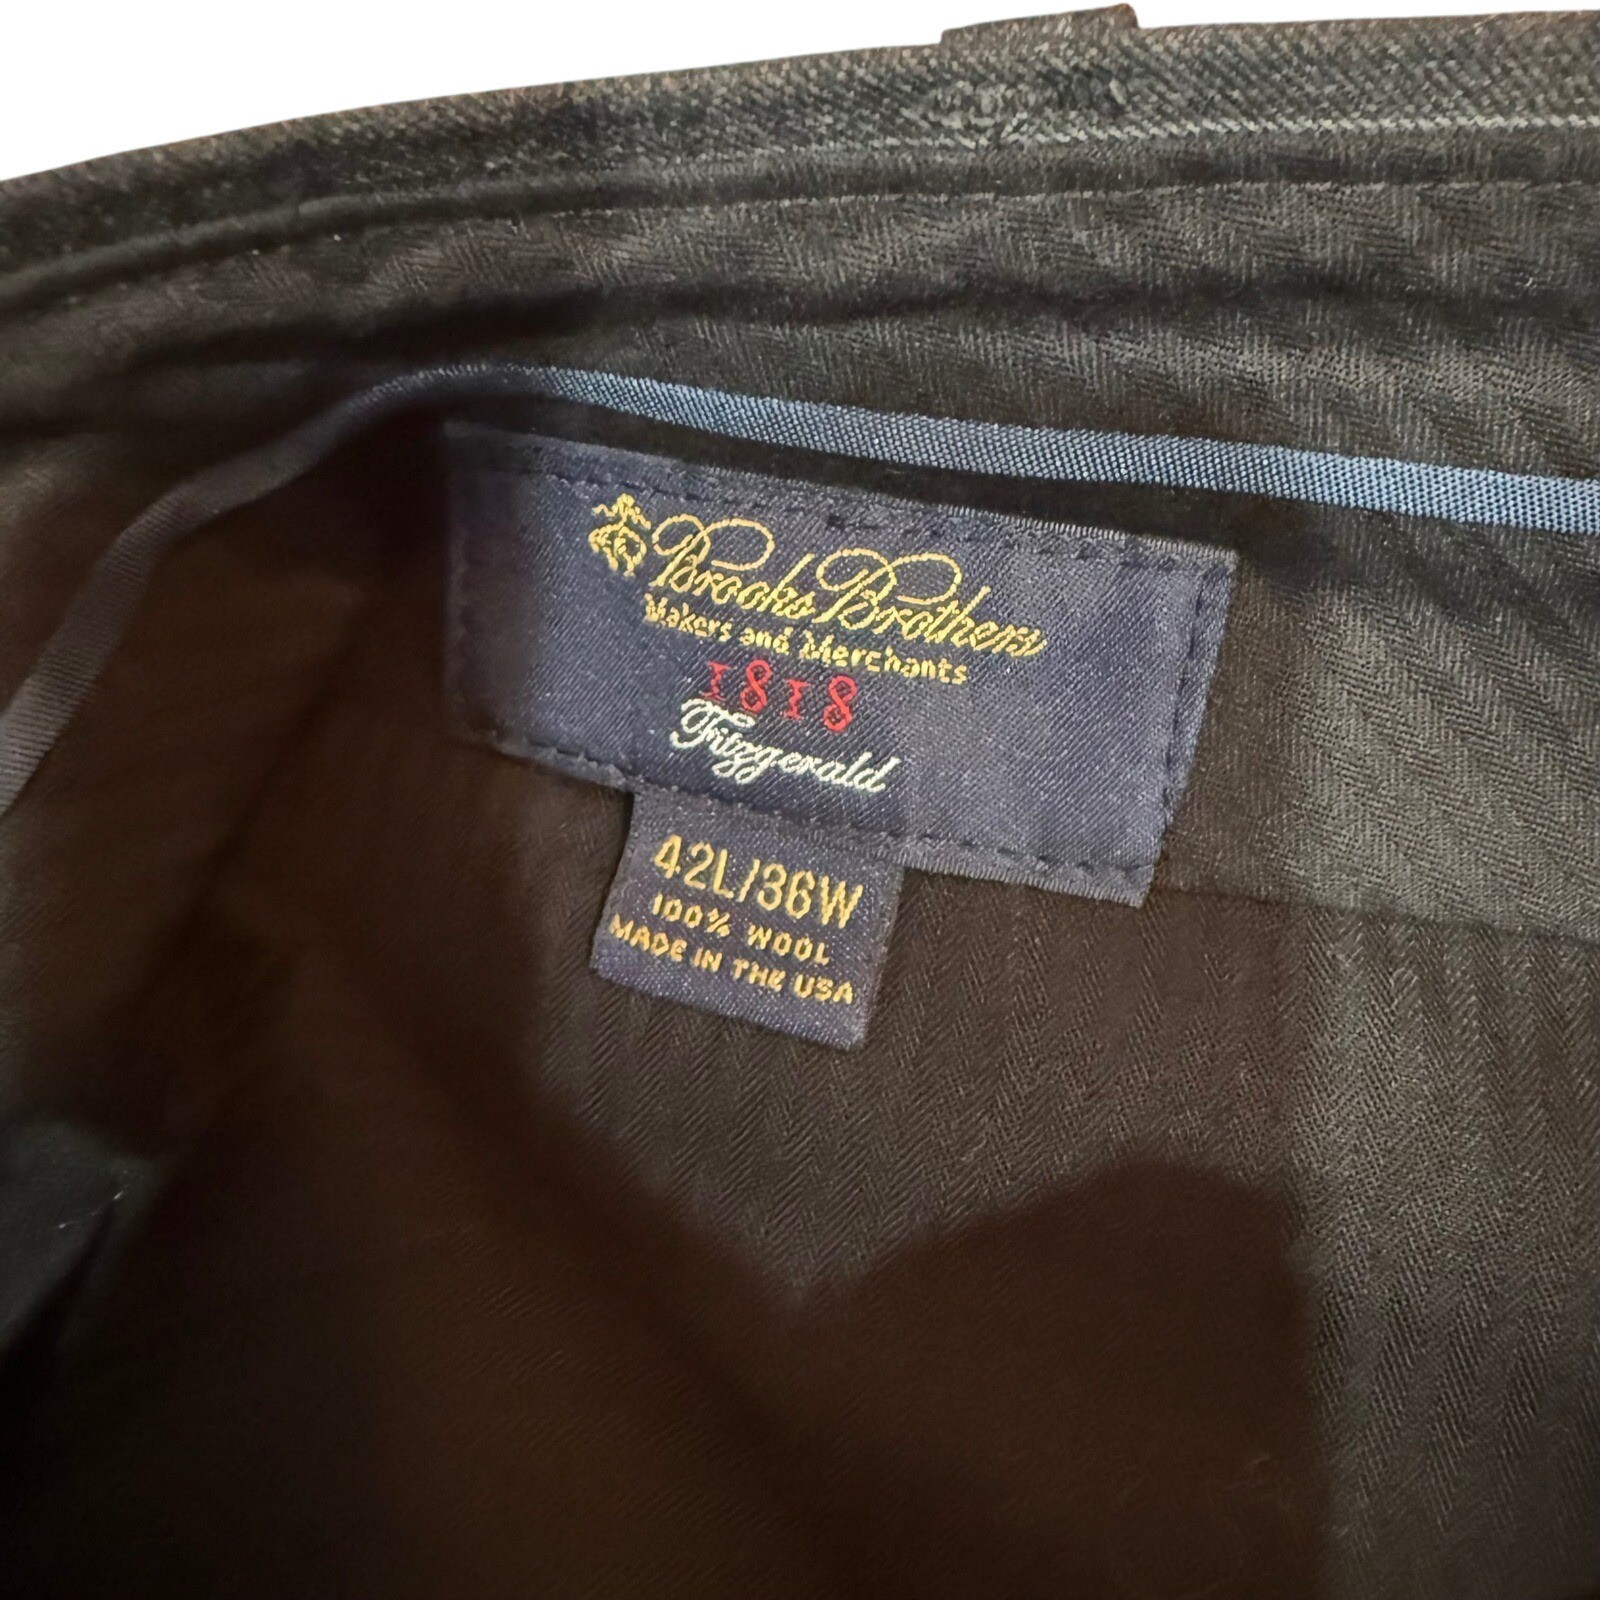 Brooks Brothers
Makers and Merchants
1818
Fitzgerald
42L/36W
100% WOOL
MADE IN THE USA